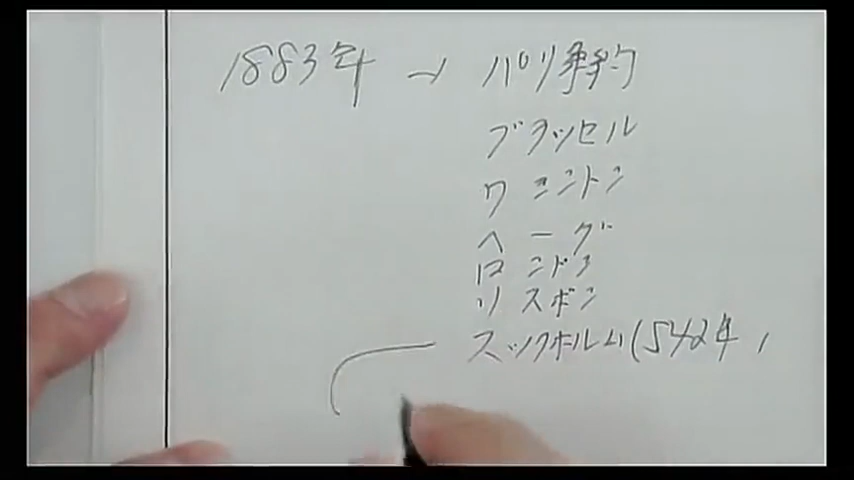 1883年 → パリ条約
ブラッセル
ワシントン
ヘーグ
ロンドン
リスボン
スックホルム(S42年,